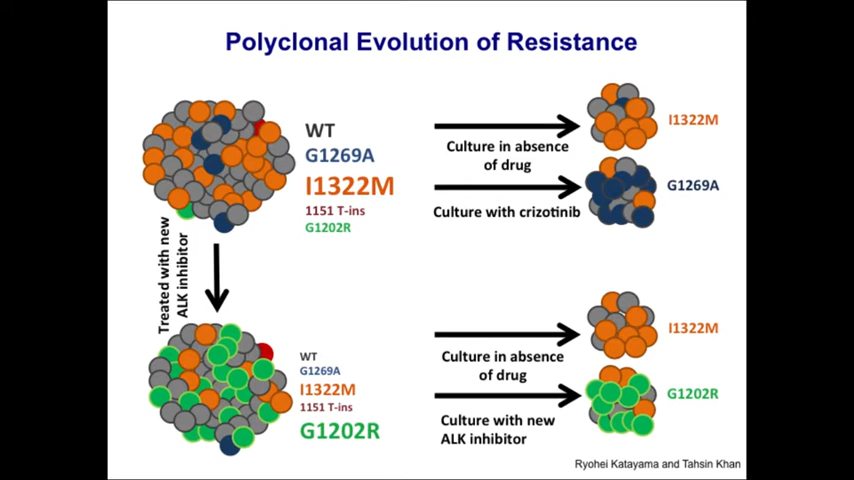 Polyclonal Evolution of Resistance
WT
G1269A
I1322M
1151 T-ins
G1202R
Culture in absence
of drug
I1322M
Culture with crizotinib
G1269A
Treated with new
ALK inhibitor
WT
G1269A
I1322M
1151 T-ins
G1202R
Culture in absence
of drug
I1322M
Culture with new
ALK inhibitor
G1202R
Ryohei Katayama and Tahsin Khan